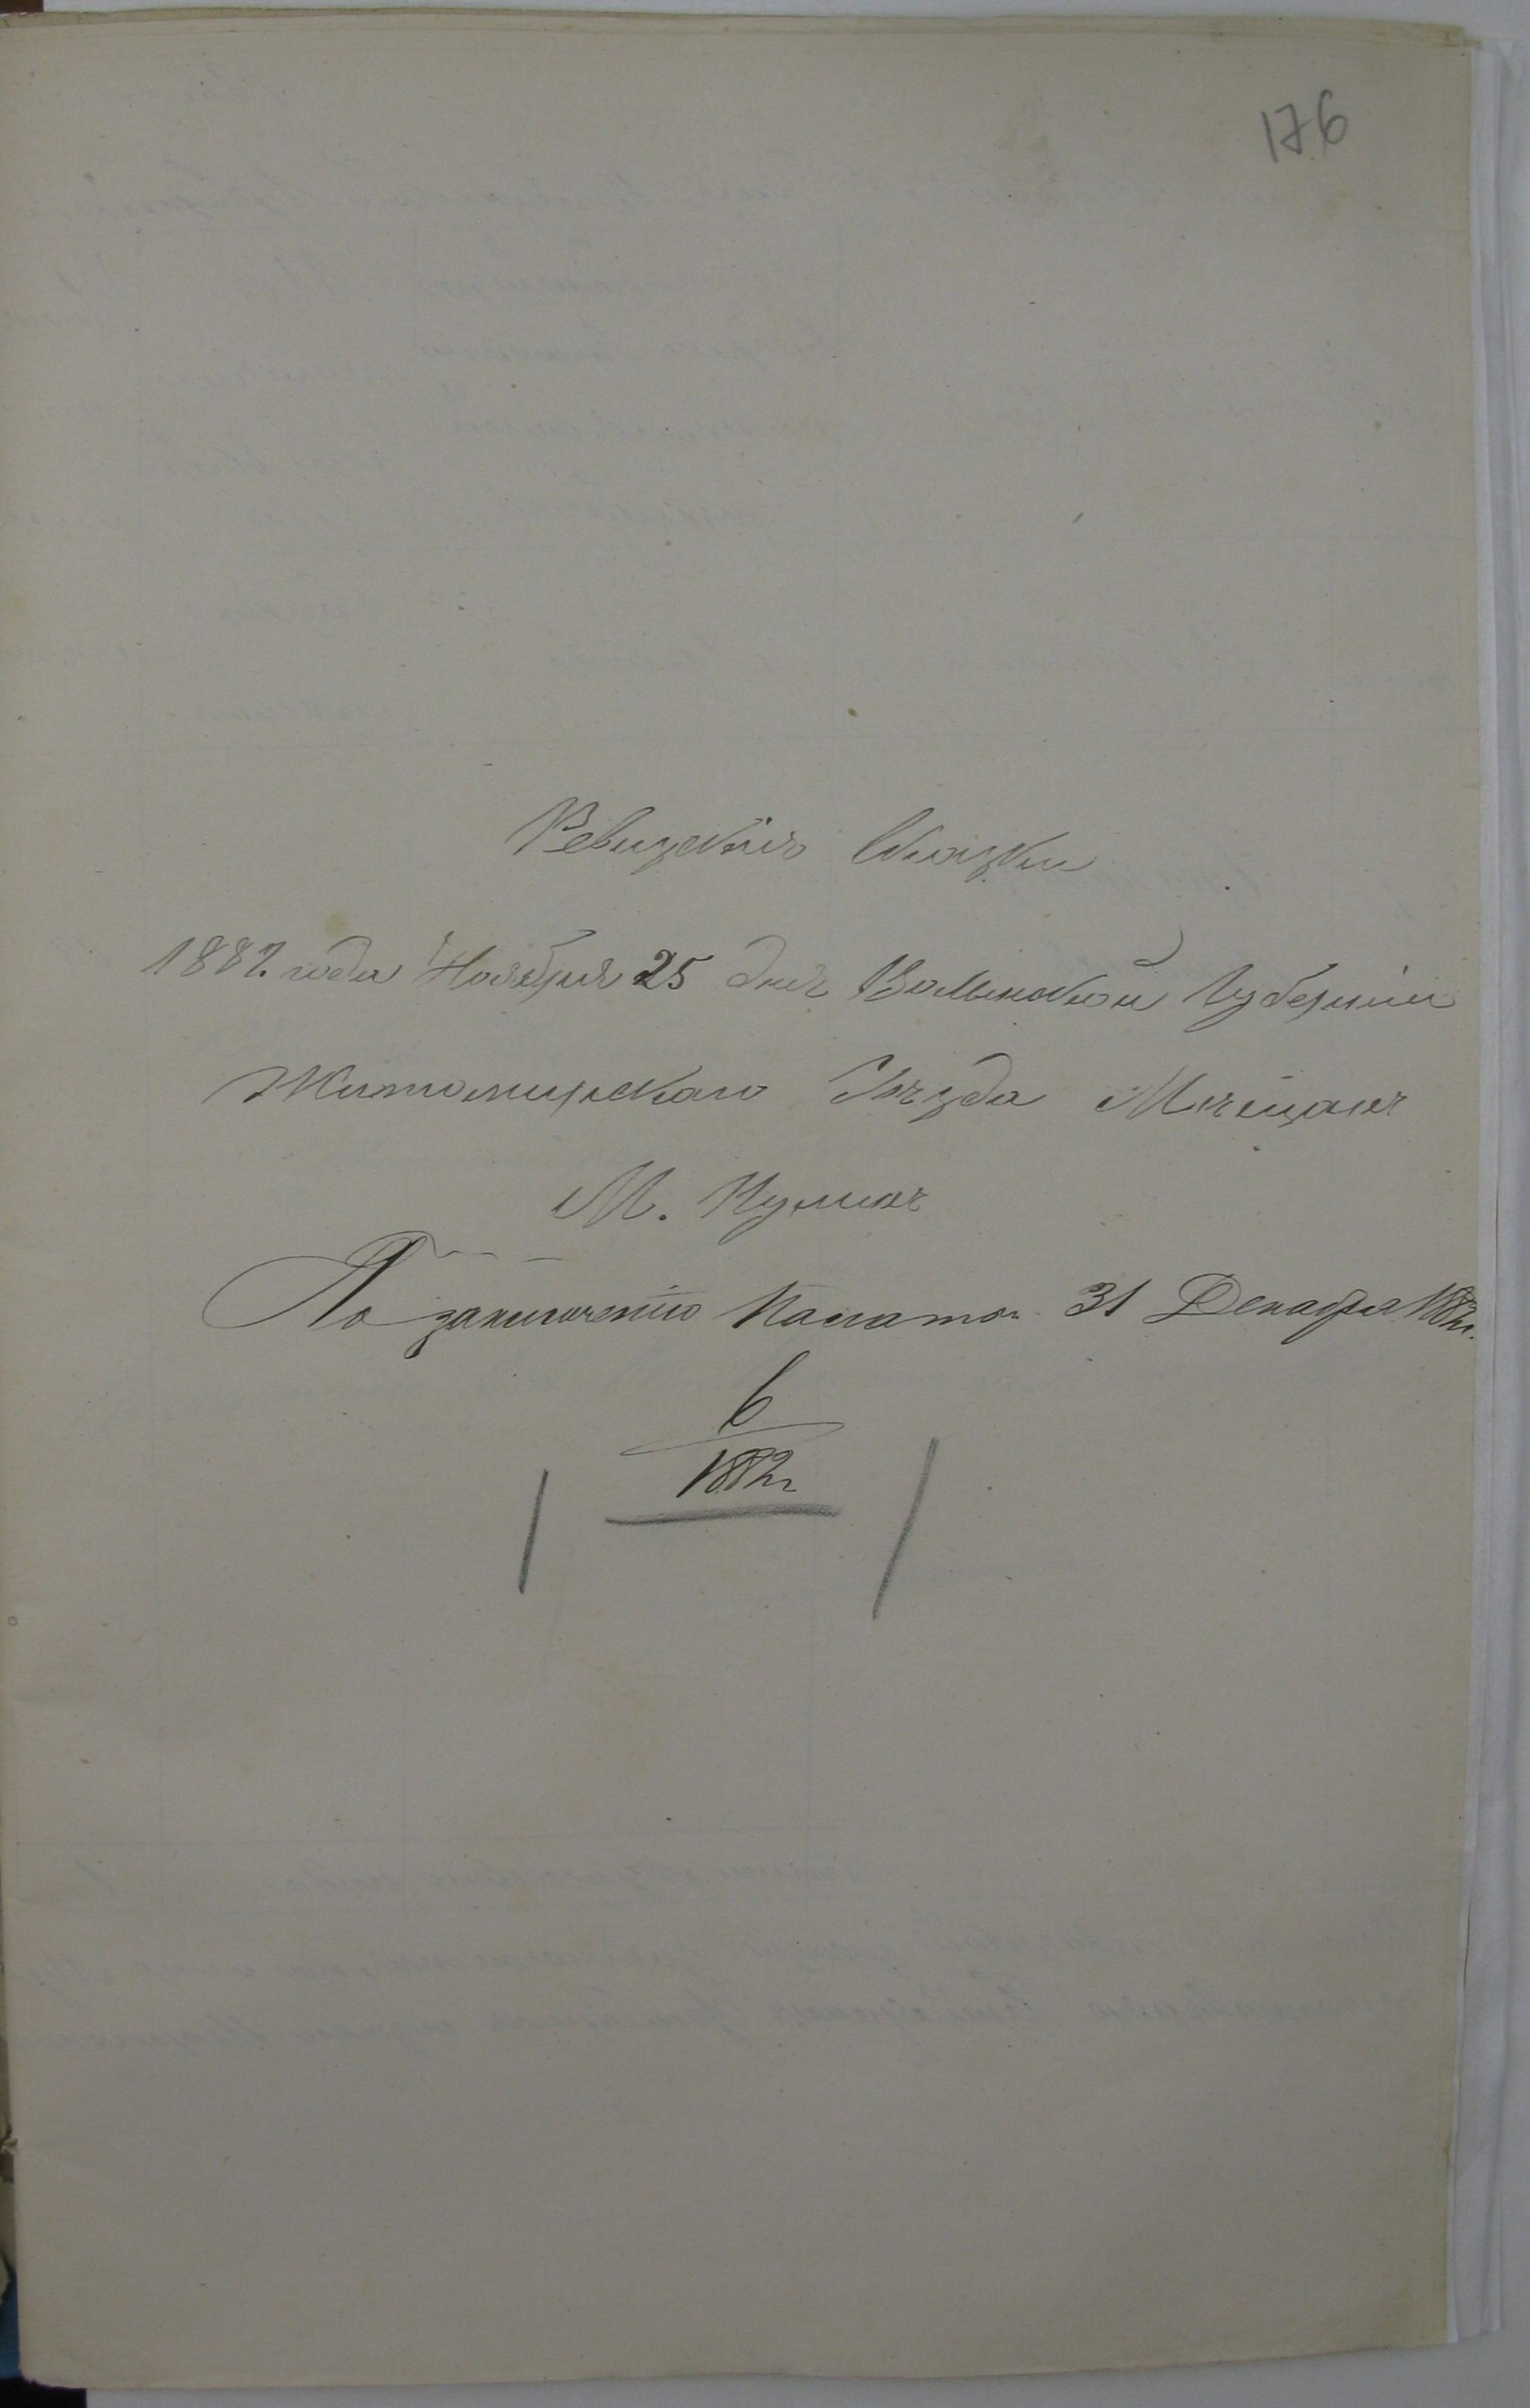 176
Ревизскія Сказки
1882 года Ноября 25 дня Волынской Губерніи
Житомирскаго Уѣзда Мѣщанъ
М. Кулинъ
По заключенію Палаты 31 Декабря 1882 г.
6
1882 г